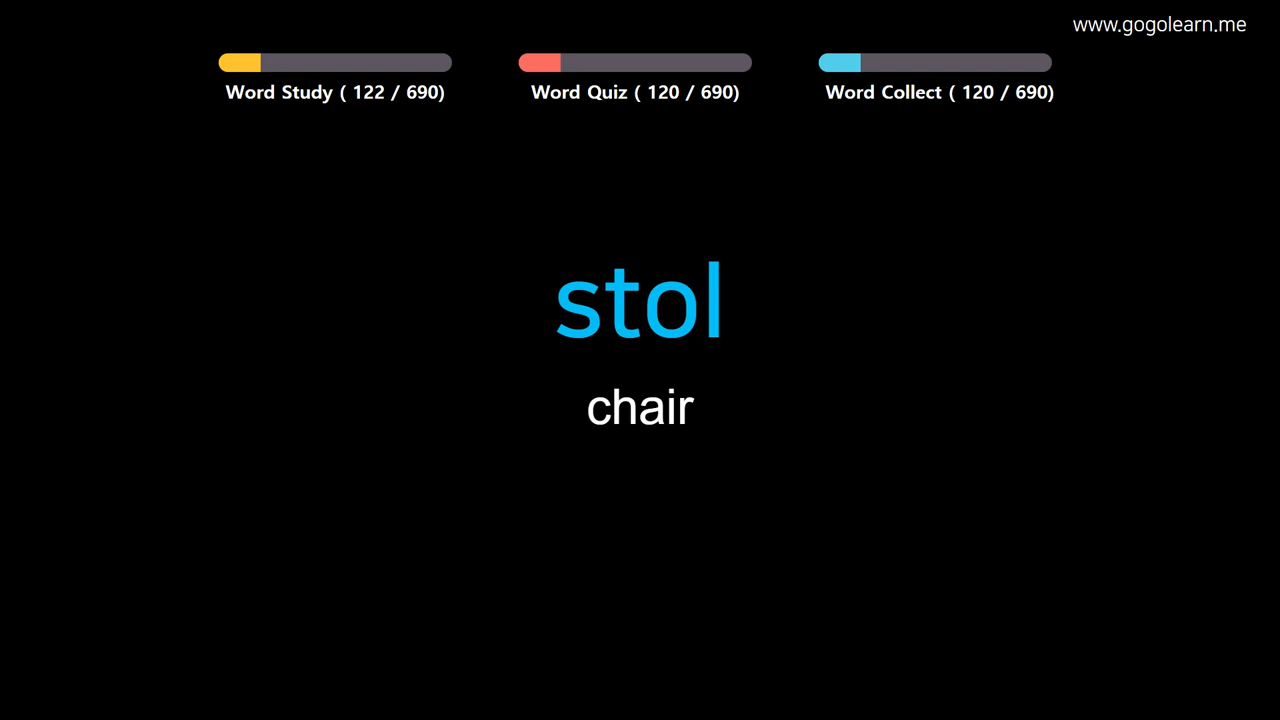 www.gogolearn.me
Word Study ( 122 / 690)
Word Quiz ( 120 / 690)
Word Collect ( 120 / 690)
stol
chair